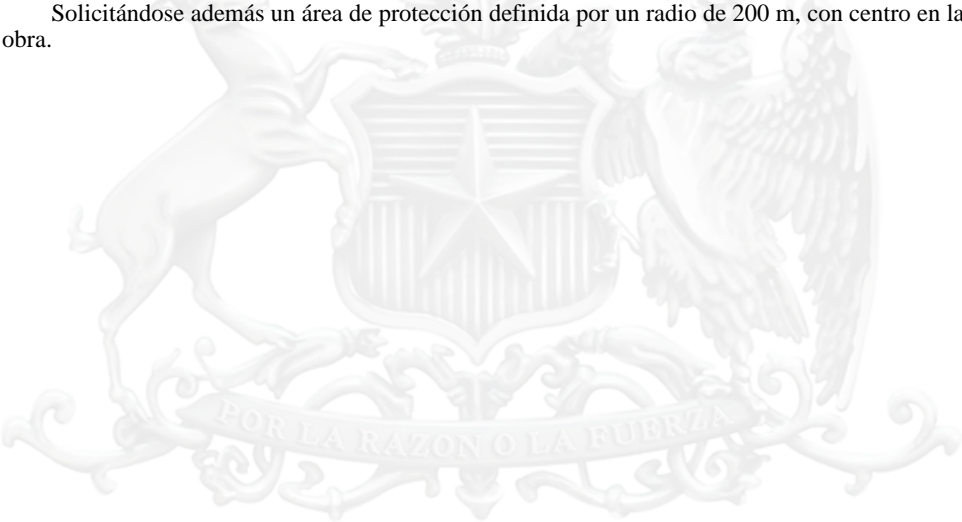 Solicitándose además un área de protección definida por un radio de 200 m, con centro en la
obra.
POR LA RAZON O LA FUERZA